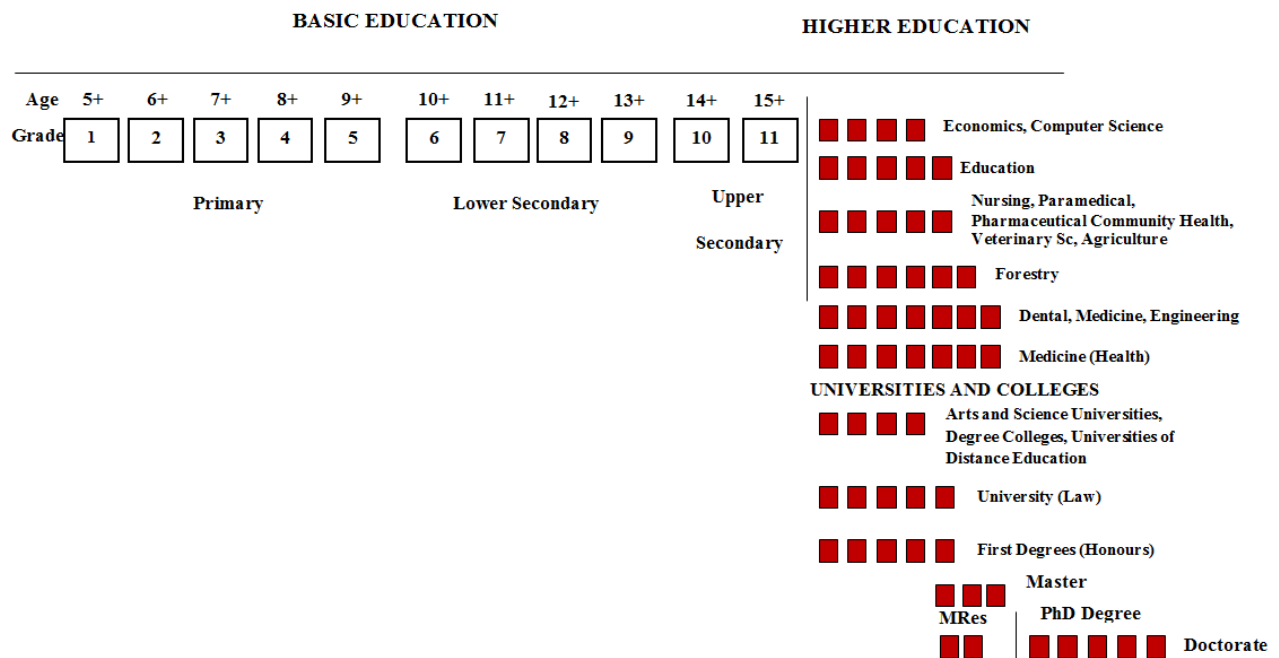 BASIC EDUCATION
HIGHER EDUCATION
Age 5+ 6+ 7+ 8+ 9+ 10+ 11+ 12+ 13+ 14+ 15+
Grade 1 2 3 4 5 6 7 8 9 10 11
Primary
Lower Secondary
Upper
Secondary
Economics, Computer Science
Education
Nursing, Paramedical,
Pharmaceutical Community Health,
Veterinary Sc, Agriculture
Forestry
Dental, Medicine, Engineering
Medicine (Health)
UNIVERSITIES AND COLLEGES
Arts and Science Universities,
Degree Colleges, Universities of
Distance Education
University (Law)
First Degrees (Honours)
Master
MRes
PhD Degree
Doctorate